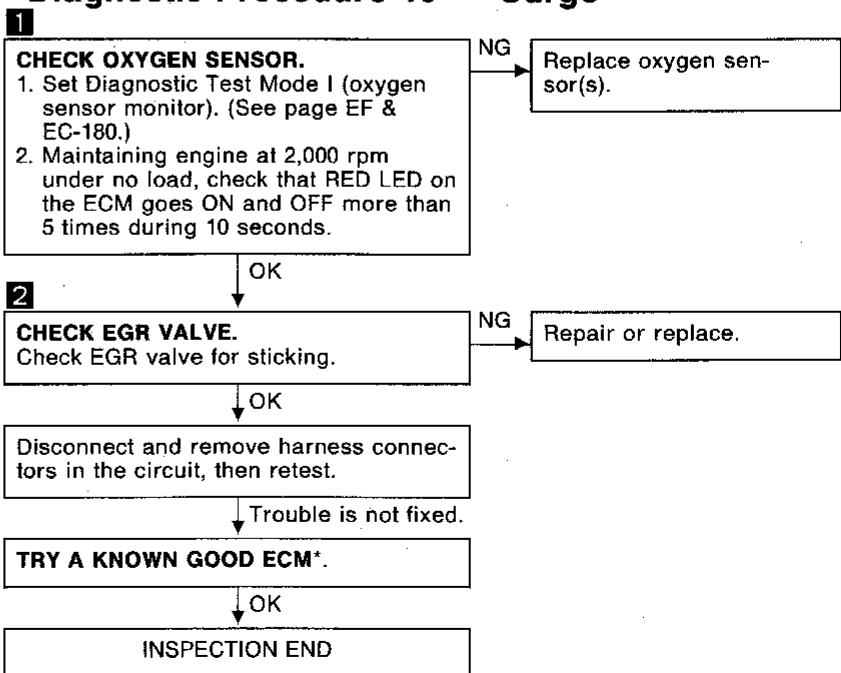 Diagnostic Procedure Surge
1
CHECK OXYGEN SENSOR.
1. Set Diagnostic Test Mode I (oxygen
sensor monitor). (See page EF &
EC-180.)
2. Maintaining engine at 2,000 rpm
under no load, check that RED LED on
the ECM goes ON and OFF more than
5 times during 10 seconds.
NG
Replace oxygen sen-
sor(s).
OK
2
CHECK EGR VALVE.
Check EGR valve for sticking.
NG
Repair or replace.
OK
Disconnect and remove harness connec-
tors in the circuit, then retest.
Trouble is not fixed.
TRY A KNOWN GOOD ECM*.
OK
INSPECTION END